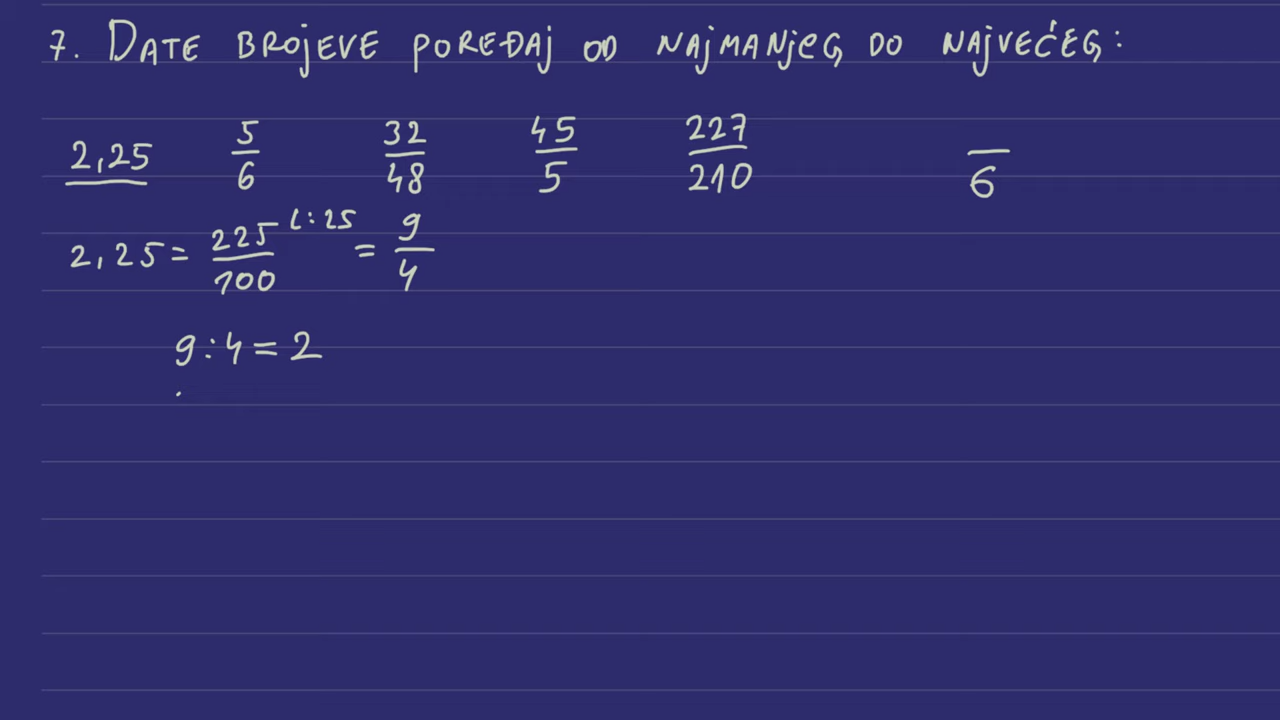 7. DATE BROJEVE POREĐAJ OD NAJMANJEG DO NAJVEĆEG:
2,25 5/6 32/48 45/5 227/210 /6
2,25 = 225/100 (:25 = 9/4
9:4=2